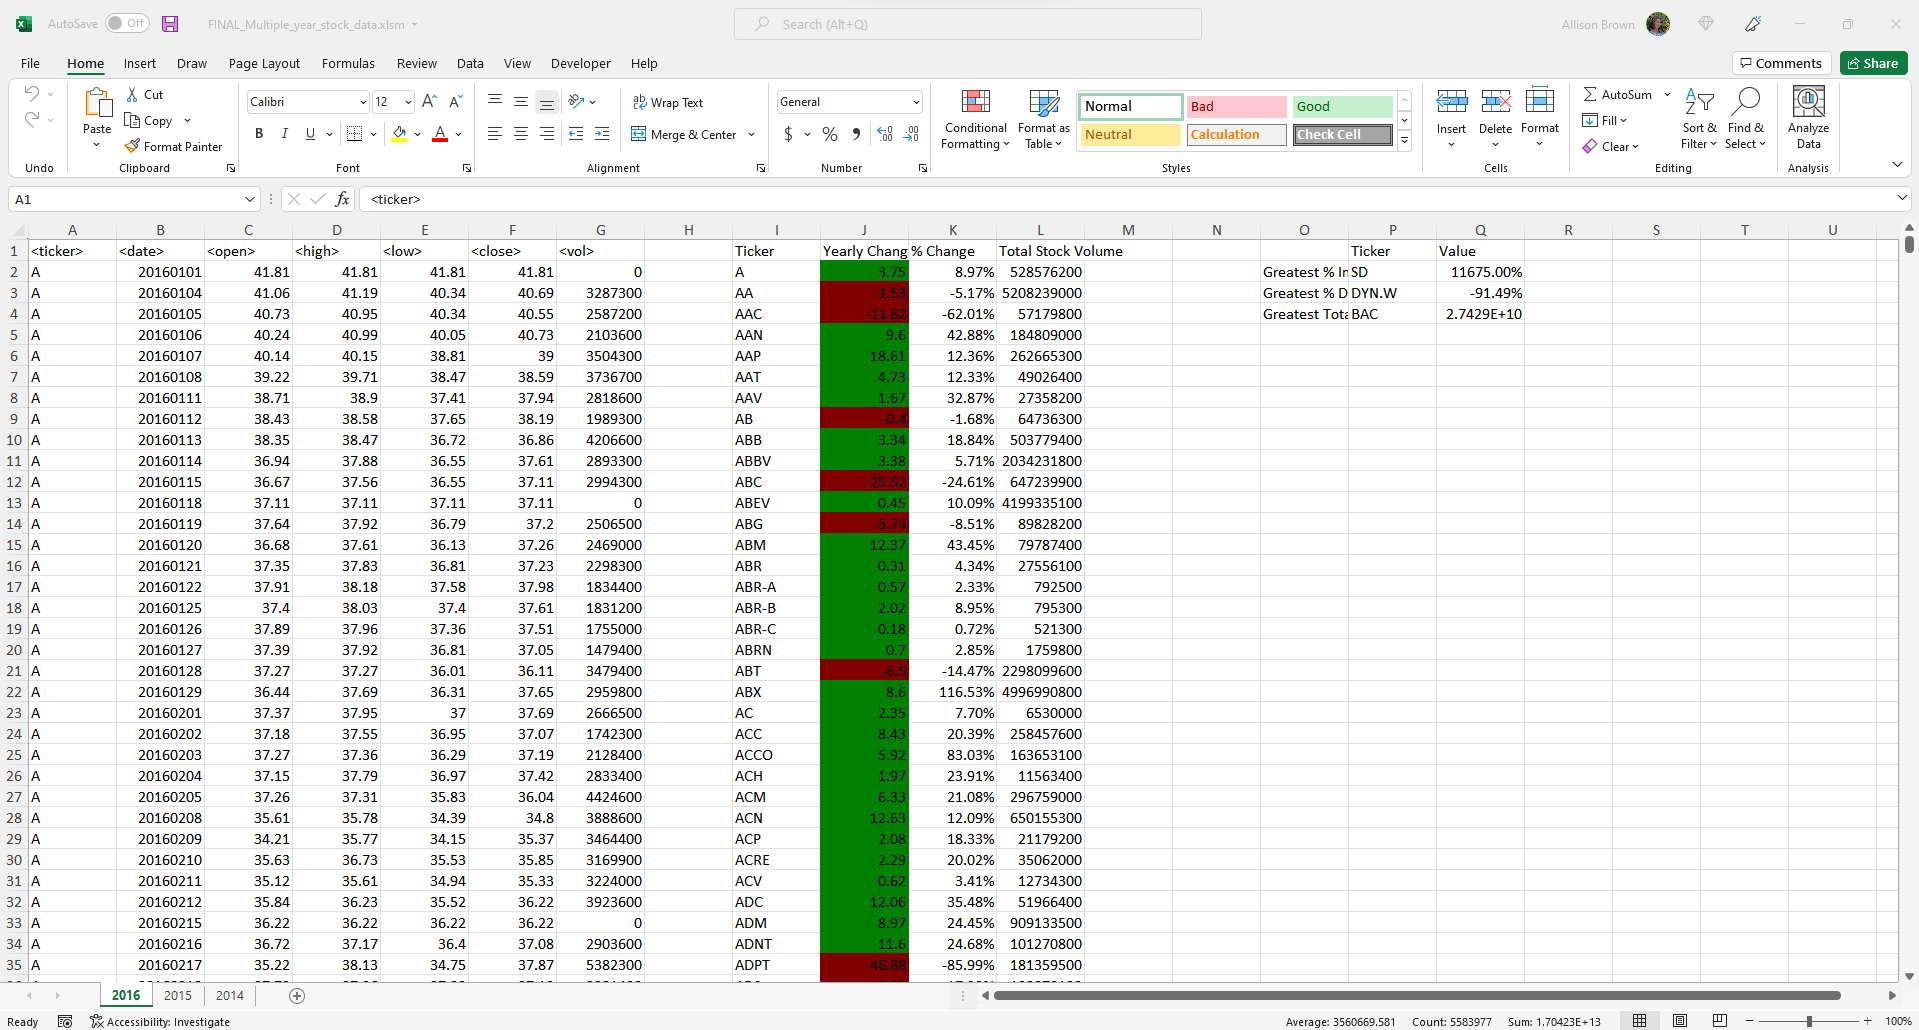 AutoSave Off FINAL_Multiple_year_stock_data.xlsm Search (Alt+Q) Allison Brown
File Home Insert Draw Page Layout Formulas Review Data View Developer Help Comments Share
Cut Calibri 12 Wrap Text General Normal Bad Good AutoSum
Paste Copy Format Painter B I U Merge & Center $ % Conditional Formatting Format as Table Neutral Calculation Check Cell Insert Delete Format Fill Clear Sort & Filter Find & Select Analyze Data
Undo Clipboard Font Alignment Number Styles Cells Editing Analysis
A1 fx <ticker>
A B C D E F G H I J K L M N O P Q R S T U
1 <ticker> <date> <open> <high> <low> <close> <vol> Ticker Yearly Chang % Change Total Stock Volume Ticker Value
2 A 20160101 41.81 41.81 41.81 41.81 0 A 3.75 8.97% 528576200 Greatest % In SD 11675.00%
3 A 20160104 41.06 41.19 40.34 40.69 3287300 AA -1.53 -5.17% 5208239000 Greatest % D DYN.W -91.49%
4 A 20160105 40.73 40.95 40.34 40.55 2587200 AAC 11.82 -62.01% 57179800 Greatest Tota BAC 2.7429E+10
5 A 20160106 40.24 40.99 40.05 40.73 2103600 AAN 9.6 42.88% 184809000
6 A 20160107 40.14 40.15 38.81 39 3504300 AAP 18.61 12.36% 262665300
7 A 20160108 39.22 39.71 38.47 38.59 3736700 AAT 4.73 12.33% 49026400
8 A 20160111 38.71 38.9 37.41 37.94 2818600 AAV 1.67 32.87% 27358200
9 A 20160112 38.43 38.58 37.65 38.19 1989300 AB -0.4 -1.68% 64736300
10 A 20160113 38.35 38.47 36.72 36.86 4206600 ABB 3.34 18.84% 503779400
11 A 20160114 36.94 37.88 36.55 37.61 2893300 ABBV 3.38 5.71% 2034231800
12 A 20160115 36.67 37.56 36.55 37.11 2994300 ABC 25.52 -24.61% 647239900
13 A 20160118 37.11 37.11 37.11 37.11 0 ABEV 0.45 10.09% 4199335100
14 A 20160119 37.64 37.92 36.79 37.2 2506500 ABG -5.74 -8.51% 89828200
15 A 20160120 36.68 37.61 36.13 37.26 2469000 ABM 12.37 43.45% 79787400
16 A 20160121 37.35 37.83 36.81 37.23 2298300 ABR 0.31 4.34% 27556100
17 A 20160122 37.91 38.18 37.58 37.98 1834400 ABR-A 0.57 2.33% 792500
18 A 20160125 37.4 38.03 37.4 37.61 1831200 ABR-B 2.02 8.95% 795300
19 A 20160126 37.89 37.96 37.36 37.51 1755000 ABR-C 0.18 0.72% 521300
20 A 20160127 37.39 37.92 36.81 37.05 1479400 ABRN 0.7 2.85% 1759800
21 A 20160128 37.27 37.27 36.01 36.11 3479400 ABT -6.5 -14.47% 2298099600
22 A 20160129 36.44 37.69 36.31 37.65 2959800 ABX 8.6 116.53% 4996990800
23 A 20160201 37.37 37.95 37 37.69 2666500 AC 2.35 7.70% 6530000
24 A 20160202 37.18 37.55 36.95 37.07 1742300 ACC 8.43 20.39% 258457600
25 A 20160203 37.27 37.36 36.29 37.19 2128400 ACCO 5.92 83.03% 163653100
26 A 20160204 37.15 37.79 36.97 37.42 2833400 ACH 1.97 23.91% 11563400
27 A 20160205 37.26 37.31 35.83 36.04 4424600 ACM 6.33 21.08% 296759000
28 A 20160208 35.61 35.78 34.39 34.8 3888600 ACN 12.63 12.09% 650155300
29 A 20160209 34.21 35.77 34.15 35.37 3464400 ACP 2.08 18.33% 21179200
30 A 20160210 35.63 36.73 35.53 35.85 3169900 ACRE 2.29 20.02% 35062000
31 A 20160211 35.12 35.61 34.94 35.33 3224000 ACV 0.62 3.41% 12734300
32 A 20160212 35.84 36.23 35.52 36.22 3923600 ADC 12.06 35.48% 51966400
33 A 20160215 36.22 36.22 36.22 36.22 0 ADM 8.97 24.45% 909133500
34 A 20160216 36.72 37.17 36.4 37.08 2903600 ADNT 11.6 24.68% 101270800
35 A 20160217 35.22 38.13 34.75 37.87 5382300 ADPT -46.88 -85.99% 181359500
2016 2015 2014
Ready Accessibility: Investigate Average: 3560669.581 Count: 5583977 Sum: 1.70423E+13 100%